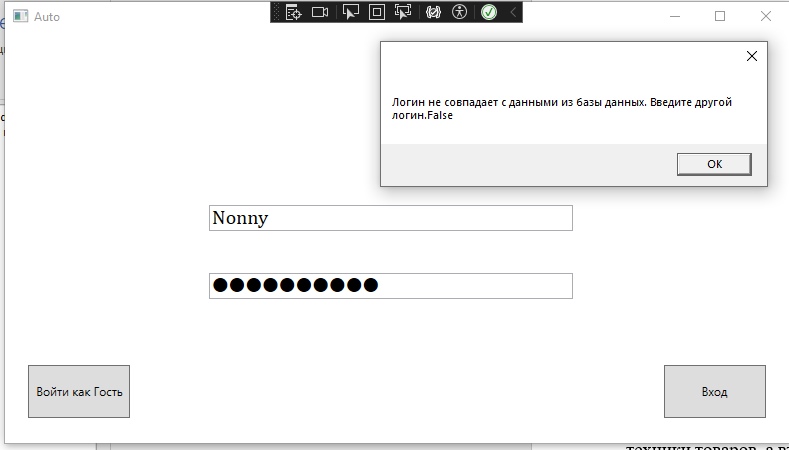 Auto
Логин не совпадает с данными из базы данных. Введите другой
логин.False
OK
Nonny
●●●●●●●●●●
Войти как Гость
Вход